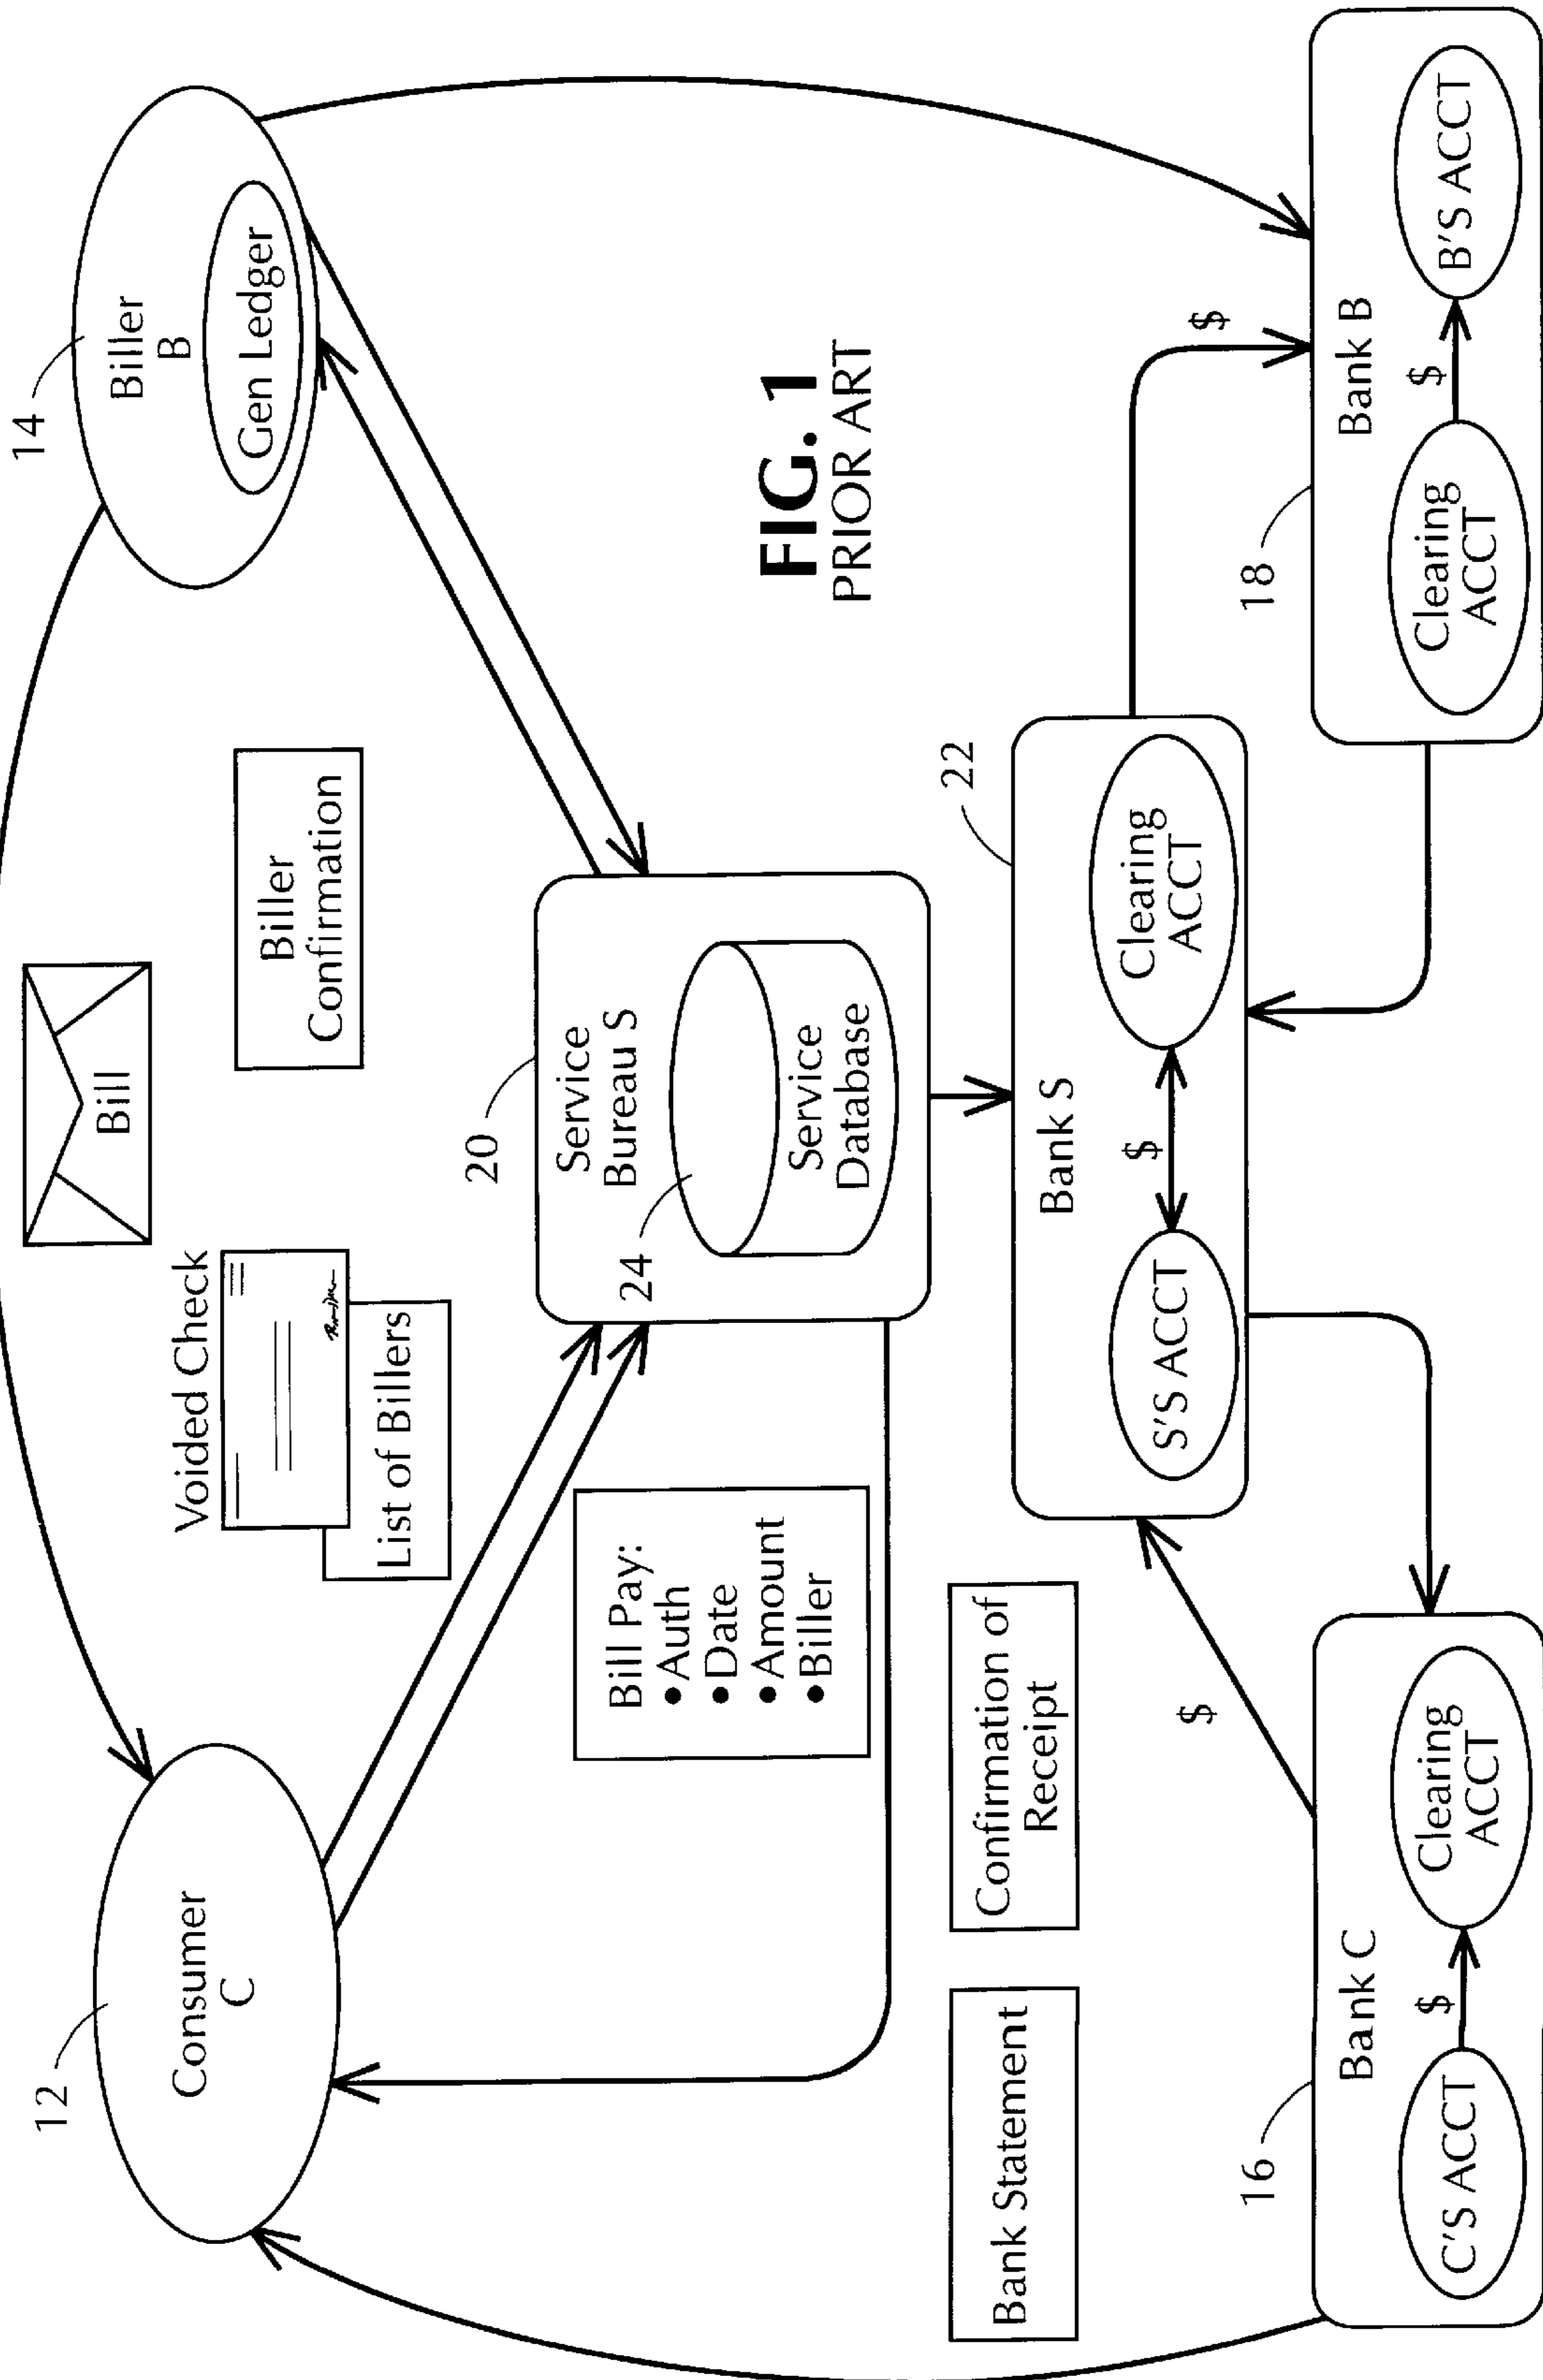 12
Consumer
C
14
Biller
B
Gen Ledger
Bill
Voided Check
List of Billers
Biller
Confirmation
20
Service
Bureau S
24
Service
Database
Bill Pay:
• Auth
• Date
• Amount
• Biller
FIG. 1
PRIOR ART
Bank Statement
Confirmation of
Receipt
22
Bank S
S'S ACCT
$
Clearing
ACCT
$
$
16
Bank C
C'S ACCT
$
Clearing
ACCT
18
Bank B
Clearing
ACCT
$
B'S ACCT